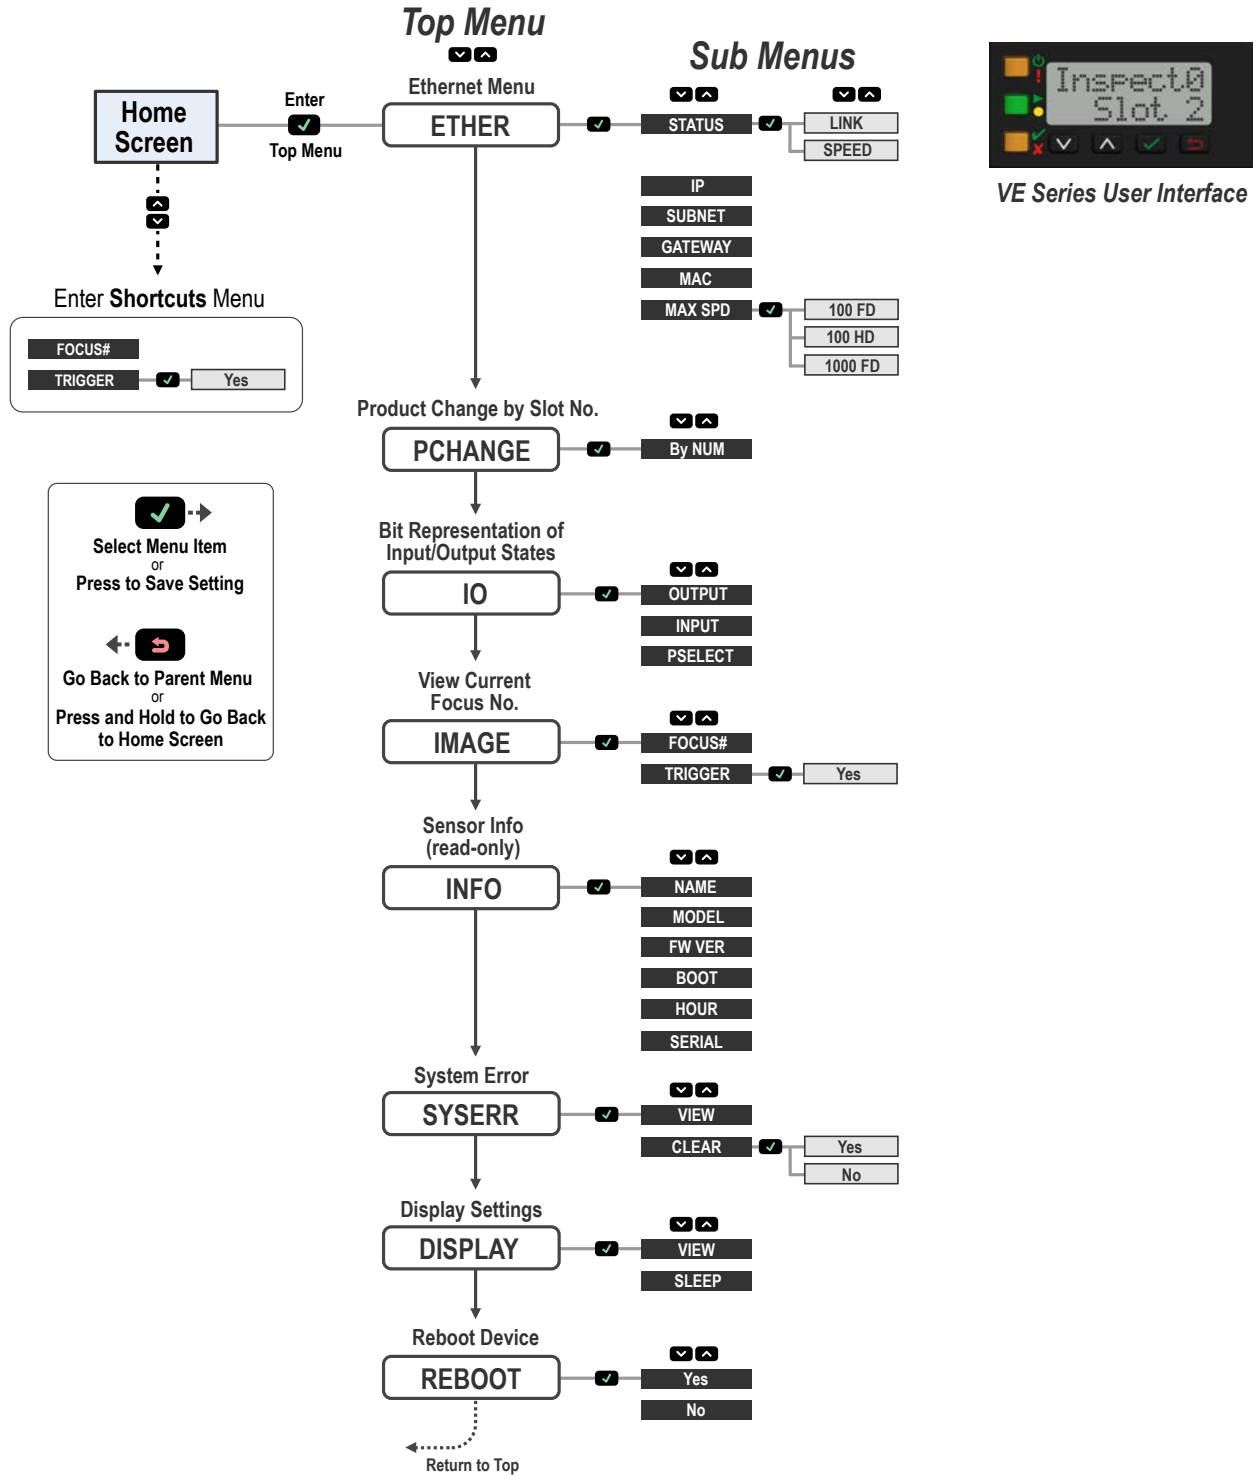 Top Menu
Sub Menus
Ethernet Menu
Home
Screen
Enter
Top Menu
ETHER
STATUS
LINK
SPEED
IP
SUBNET
GATEWAY
MAC
MAX SPD
100 FD
100 HD
1000 FD
Inspect0
Slot 2
VE Series User Interface
Enter Shortcuts Menu
FOCUS#
TRIGGER
Yes
Product Change by Slot No.
PCHANGE
By NUM
Select Menu Item
or
Press to Save Setting
Go Back to Parent Menu
or
Press and Hold to Go Back
to Home Screen
Bit Representation of
Input/Output States
IO
OUTPUT
INPUT
PSELECT
View Current
Focus No.
IMAGE
FOCUS#
TRIGGER
Yes
Sensor Info
(read-only)
INFO
NAME
MODEL
FW VER
BOOT
HOUR
SERIAL
System Error
SYSERR
VIEW
CLEAR
Yes
No
Display Settings
DISPLAY
VIEW
SLEEP
Reboot Device
REBOOT
Yes
No
Return to Top